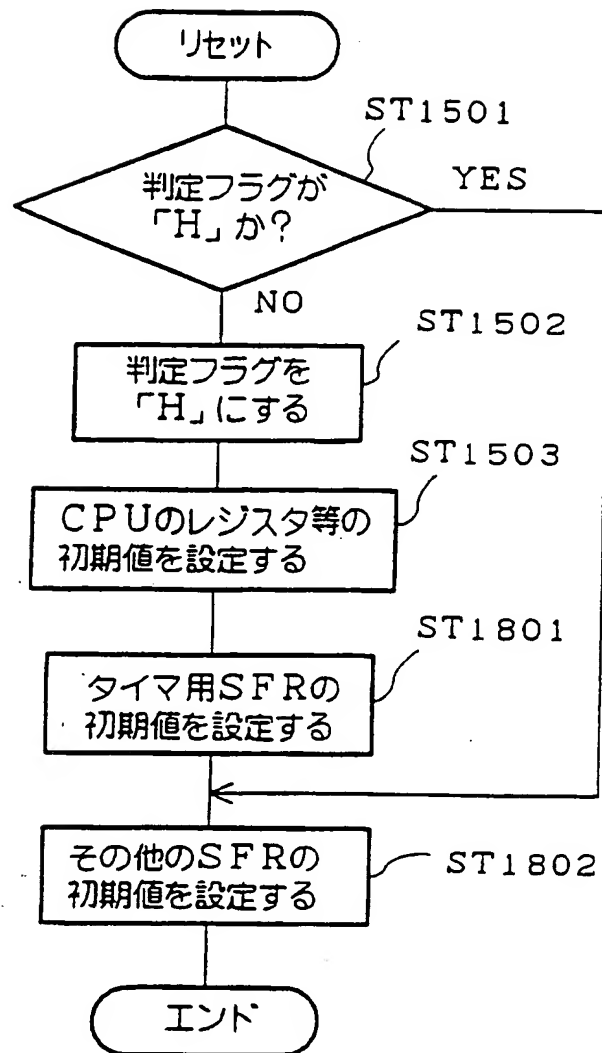 リセット
ST1501
判定フラグが
「H」か?
YES
NO
ST1502
判定フラグを
「H」にする
ST1503
CPUのレジスタ等の
初期値を設定する
ST1801
タイマ用SFRの
初期値を設定する
その他のSFRの
初期値を設定する
ST1802
エンド